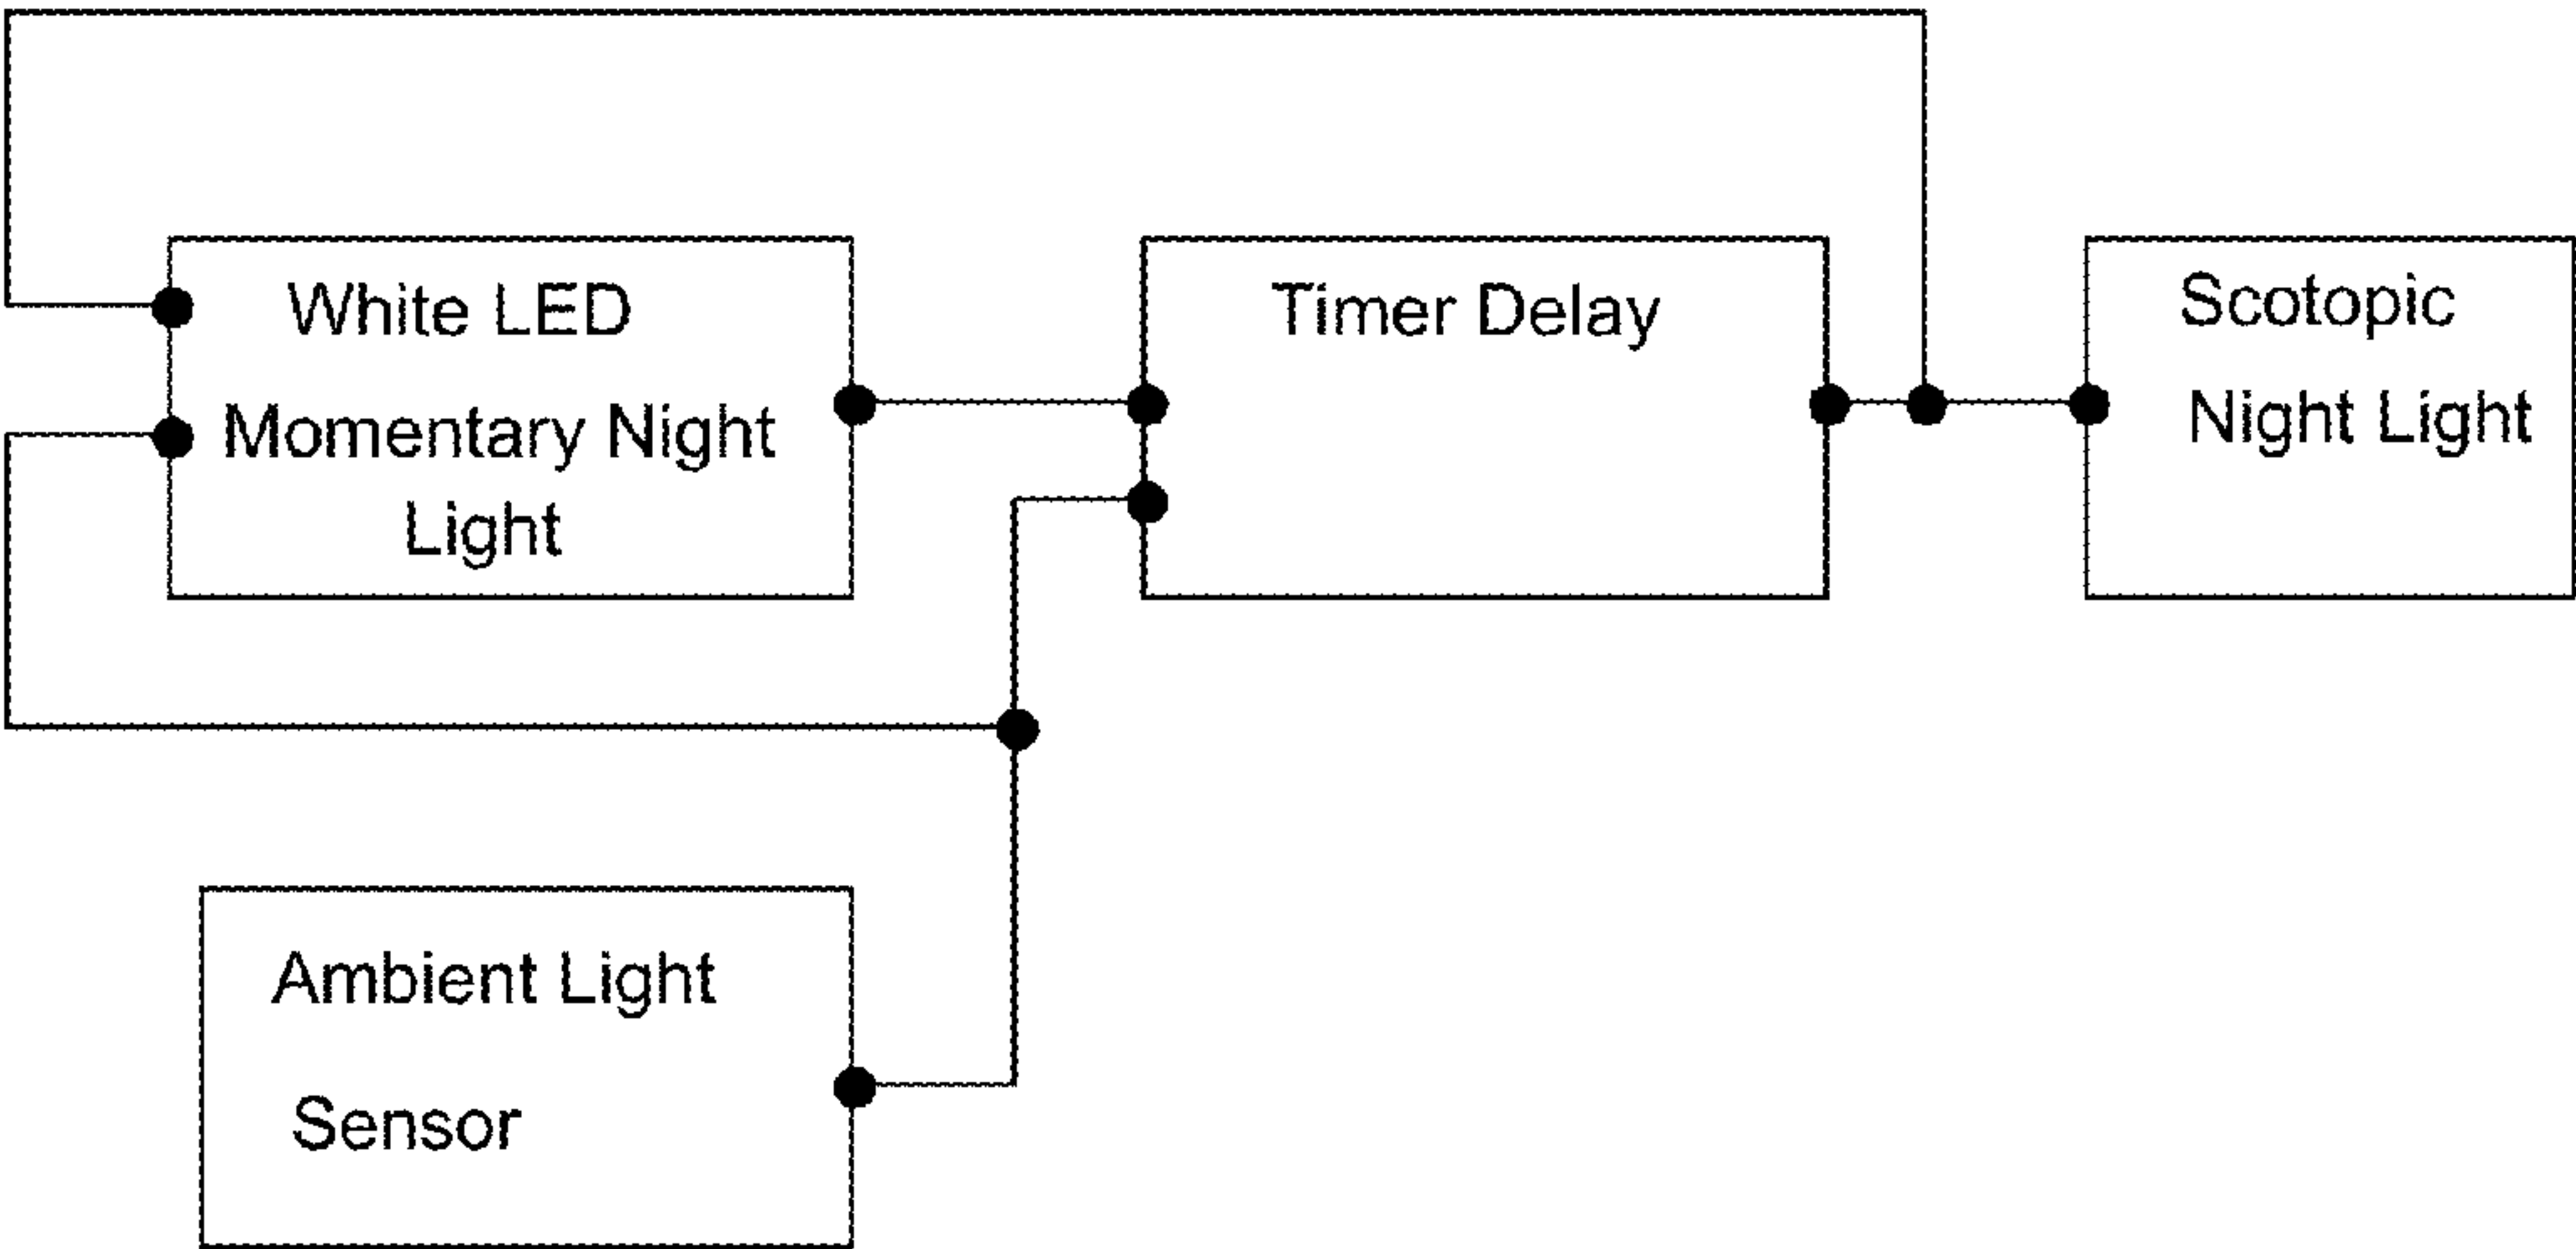 White LED
Momentary Night
Light
Timer Delay
Scotopic
Night Light
Ambient Light
Sensor